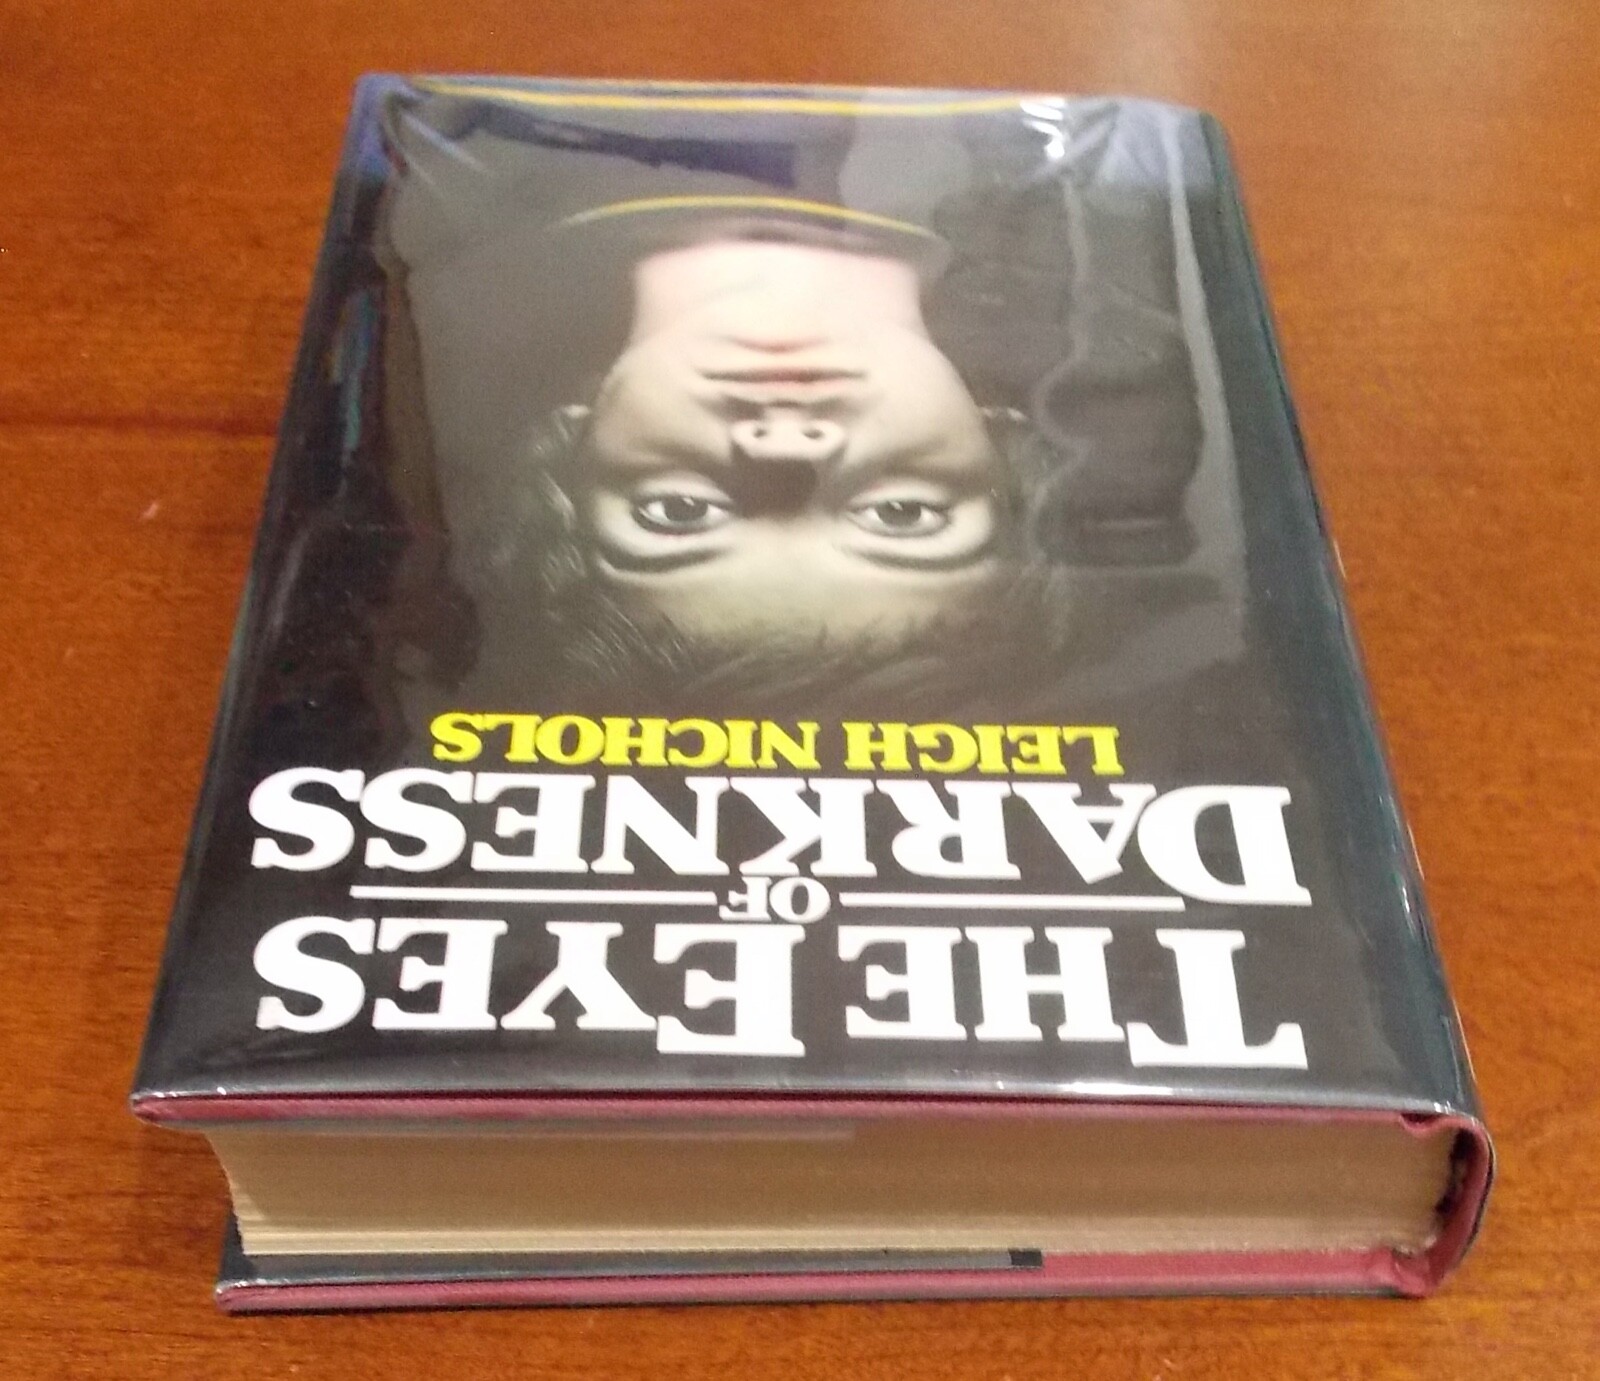 THE EYES
OF
DARKNESS
LEIGH NICHOLS